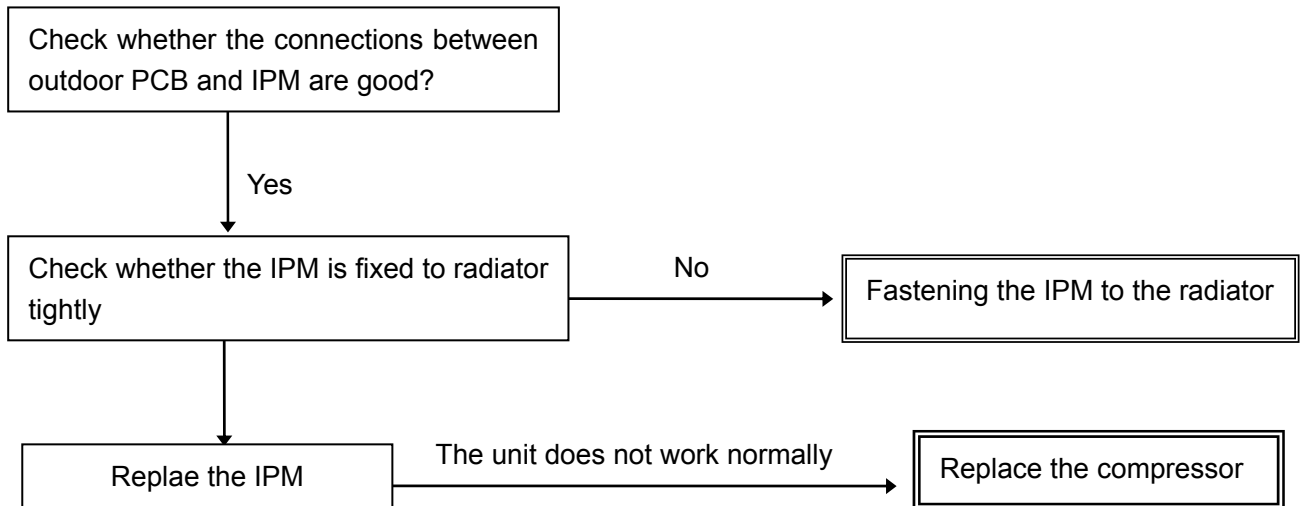 Check whether the connections between
outdoor PCB and IPM are good?
Yes
Check whether the IPM is fixed to radiator
tightly
No
Fastening the IPM to the radiator
Replae the IPM
The unit does not work normally
Replace the compressor